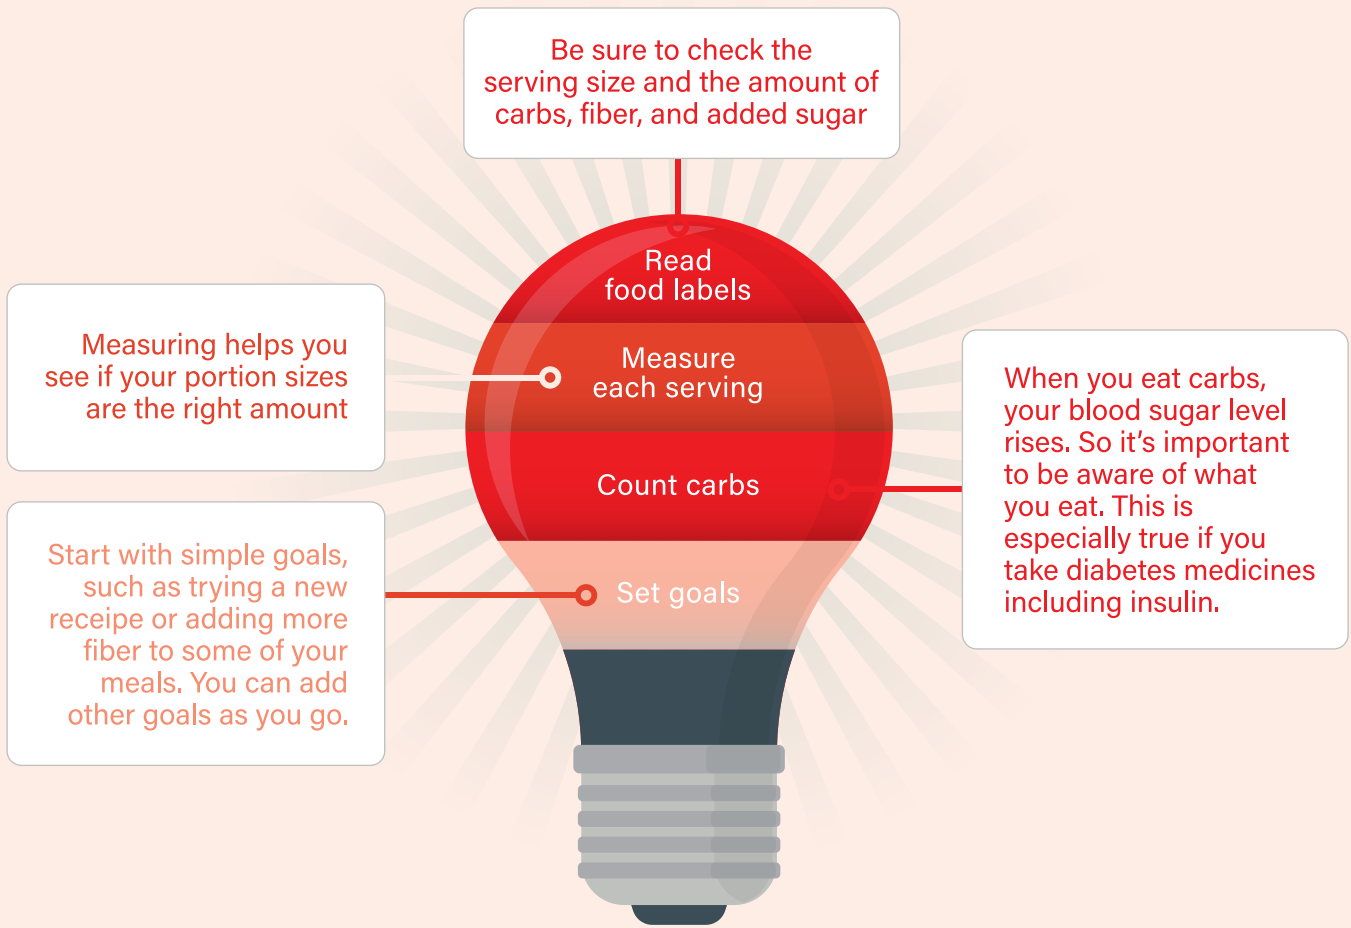 Be sure to check the
serving size and the amount of
carbs, fiber, and added sugar
Read
food labels
Measuring helps you
see if your portion sizes
are the right amount
Measure
each serving
When you eat carbs,
your blood sugar level
rises. So it's important
to be aware of what
you eat. This is
especially true if you
take diabetes medicines
including insulin.
Count carbs
Start with simple goals,
such as trying a new
receipe or adding more
fiber to some of your
meals. You can add
other goals as you go.
Set goals